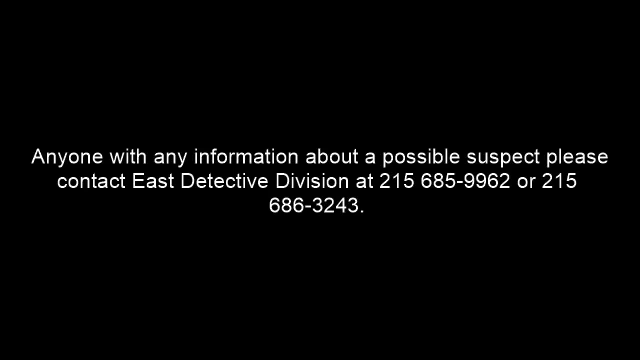 Anyone with any information about a possible suspect please
contact East Detective Division at 215 685-9962 or 215
686-3243.